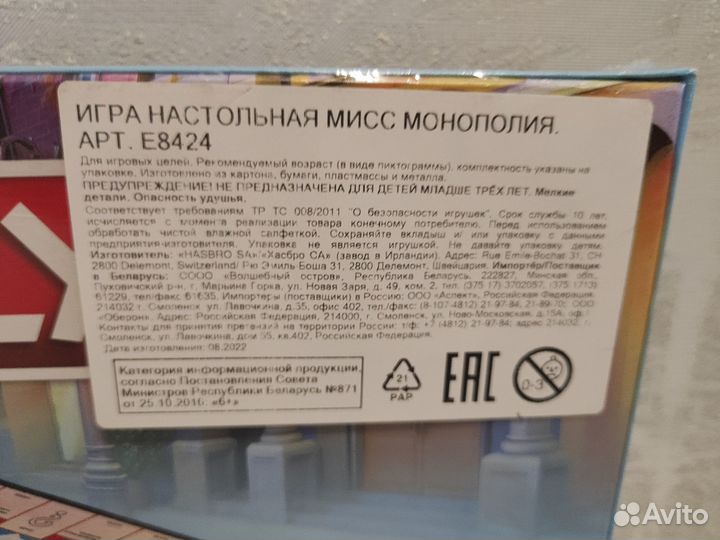 ИГРА НАСТОЛЬНАЯ МИСС МОНОПОЛИЯ.
АРТ. E8424
Для игровых целей. Рекомендуемый возраст (в виде пиктограммы), комплектность указаны на
упаковке. Изготовлено из картона, бумаги, пластмассы и металла.
ПРЕДУПРЕЖДЕНИЕ! НЕ ПРЕДНАЗНАЧЕНА ДЛЯ ДЕТЕЙ МЛАДШЕ ТРЁХ ЛЕТ. Мелкие
детали. Опасность удушья.
Соответствует требованиям ТР ТС 008/2011 "О безопасности игрушек". Срок службы 10 лет,
исчисляется с момента реализации товара конечному потребителю. Перед использованием
обработать чистой влажной салфеткой. Сохраняйте вкладыш и/ или упаковку с данными
предприятия-изготовителя. Упаковка не является игрушкой. Не давайте упаковку детям.
Изготовитель: «HASBRO SA»/«Хасбро СА» (завод в Ирландии). Адрес: Rue Emile-Bochat 31, CH
2800 Delemont, Switzerland/ Рю Эмиль Боша 31, 2800 Делемонт, Швейцария. Импортёр/Поставщик
в Беларусь: СООО «Волшебный остров», Республика Беларусь, 222827, Минская обл.,
Пуховичский р-н, г. Марьина Горка, ул. Новая Заря, д. 49, ком. 2, тел. (375 17) 3702057; (375 1713)
61229, тел/факс 61635. Импортеры (поставщики) в Россию: ООО «Аспект», Российская Федерация,
214032 г. Смоленск, ул. Лавочкина, д.35, офис 402, тел/факс: (8-107-4812) 21-97-84; ООО
«Оберон», Российская Федерация, 214000, г. Смоленск, ул. Ново-Московская, д.15А, офис
Контакты для принятия претензий на территории России: т/ф: +7 (4812) 21-97-84; адрес 214032, г.
Смоленск, ул. Лавочкина, дом 55, кв.402, Российская Федерация.
Дата изготовления: 08.2022
Категория информационной продукции,
согласно Постановления Совета
Министров Республики Беларусь №871
от 25.10.2016: «6+»
21
PAP
EAC
0-3
Avito